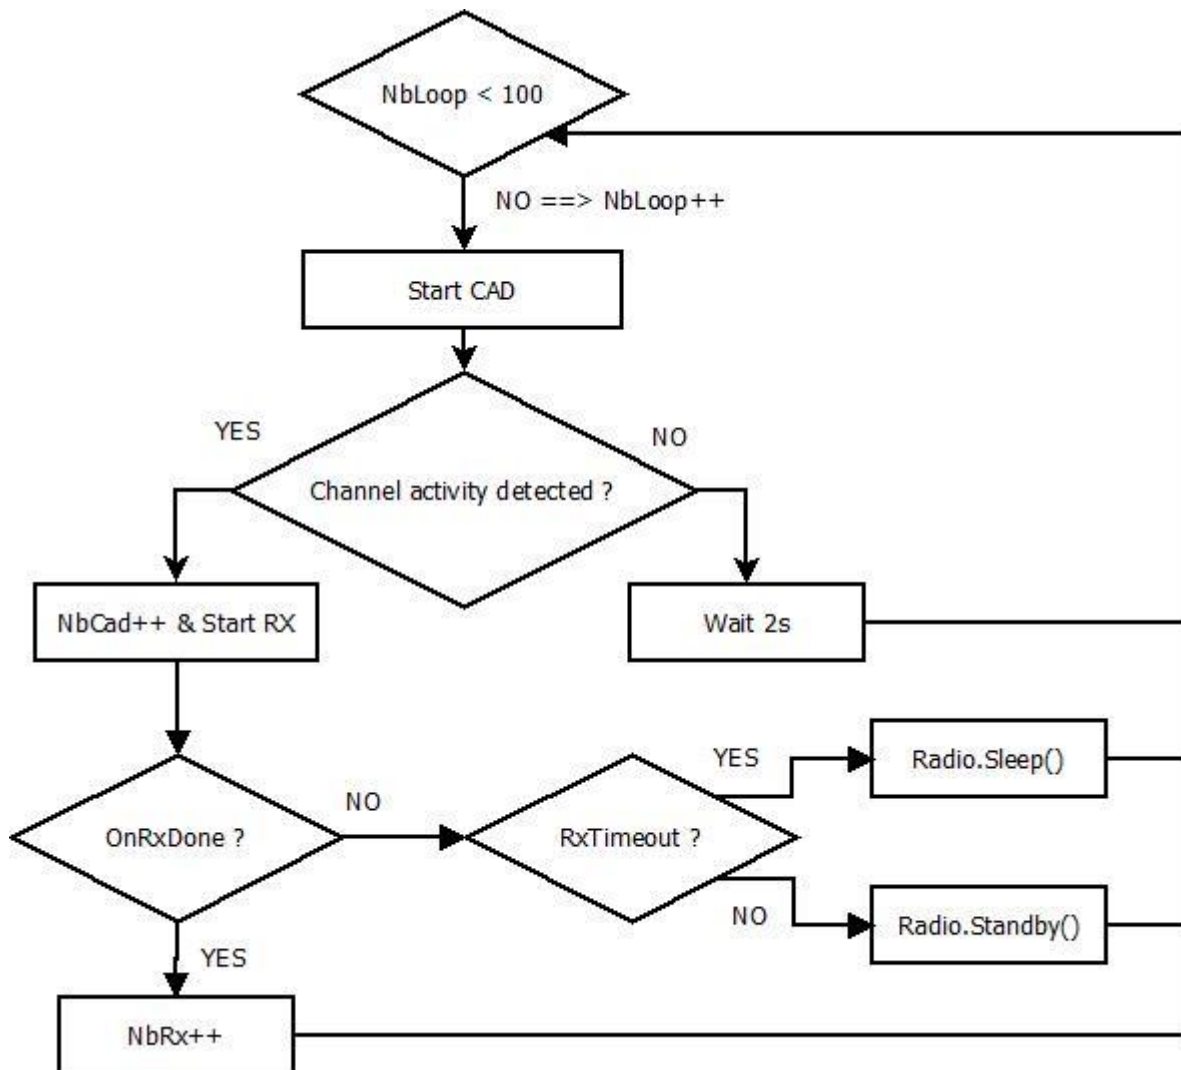 NbLoop < 100
NO ==> NbLoop++
Start CAD
YES
NO
Channel activity detected ?
NbCad++ & Start RX
Wait 2s
YES
Radio.Sleep()
NO
OnRxDone ?
RxTimeout ?
NO
Radio.Standby()
YES
NbRx++